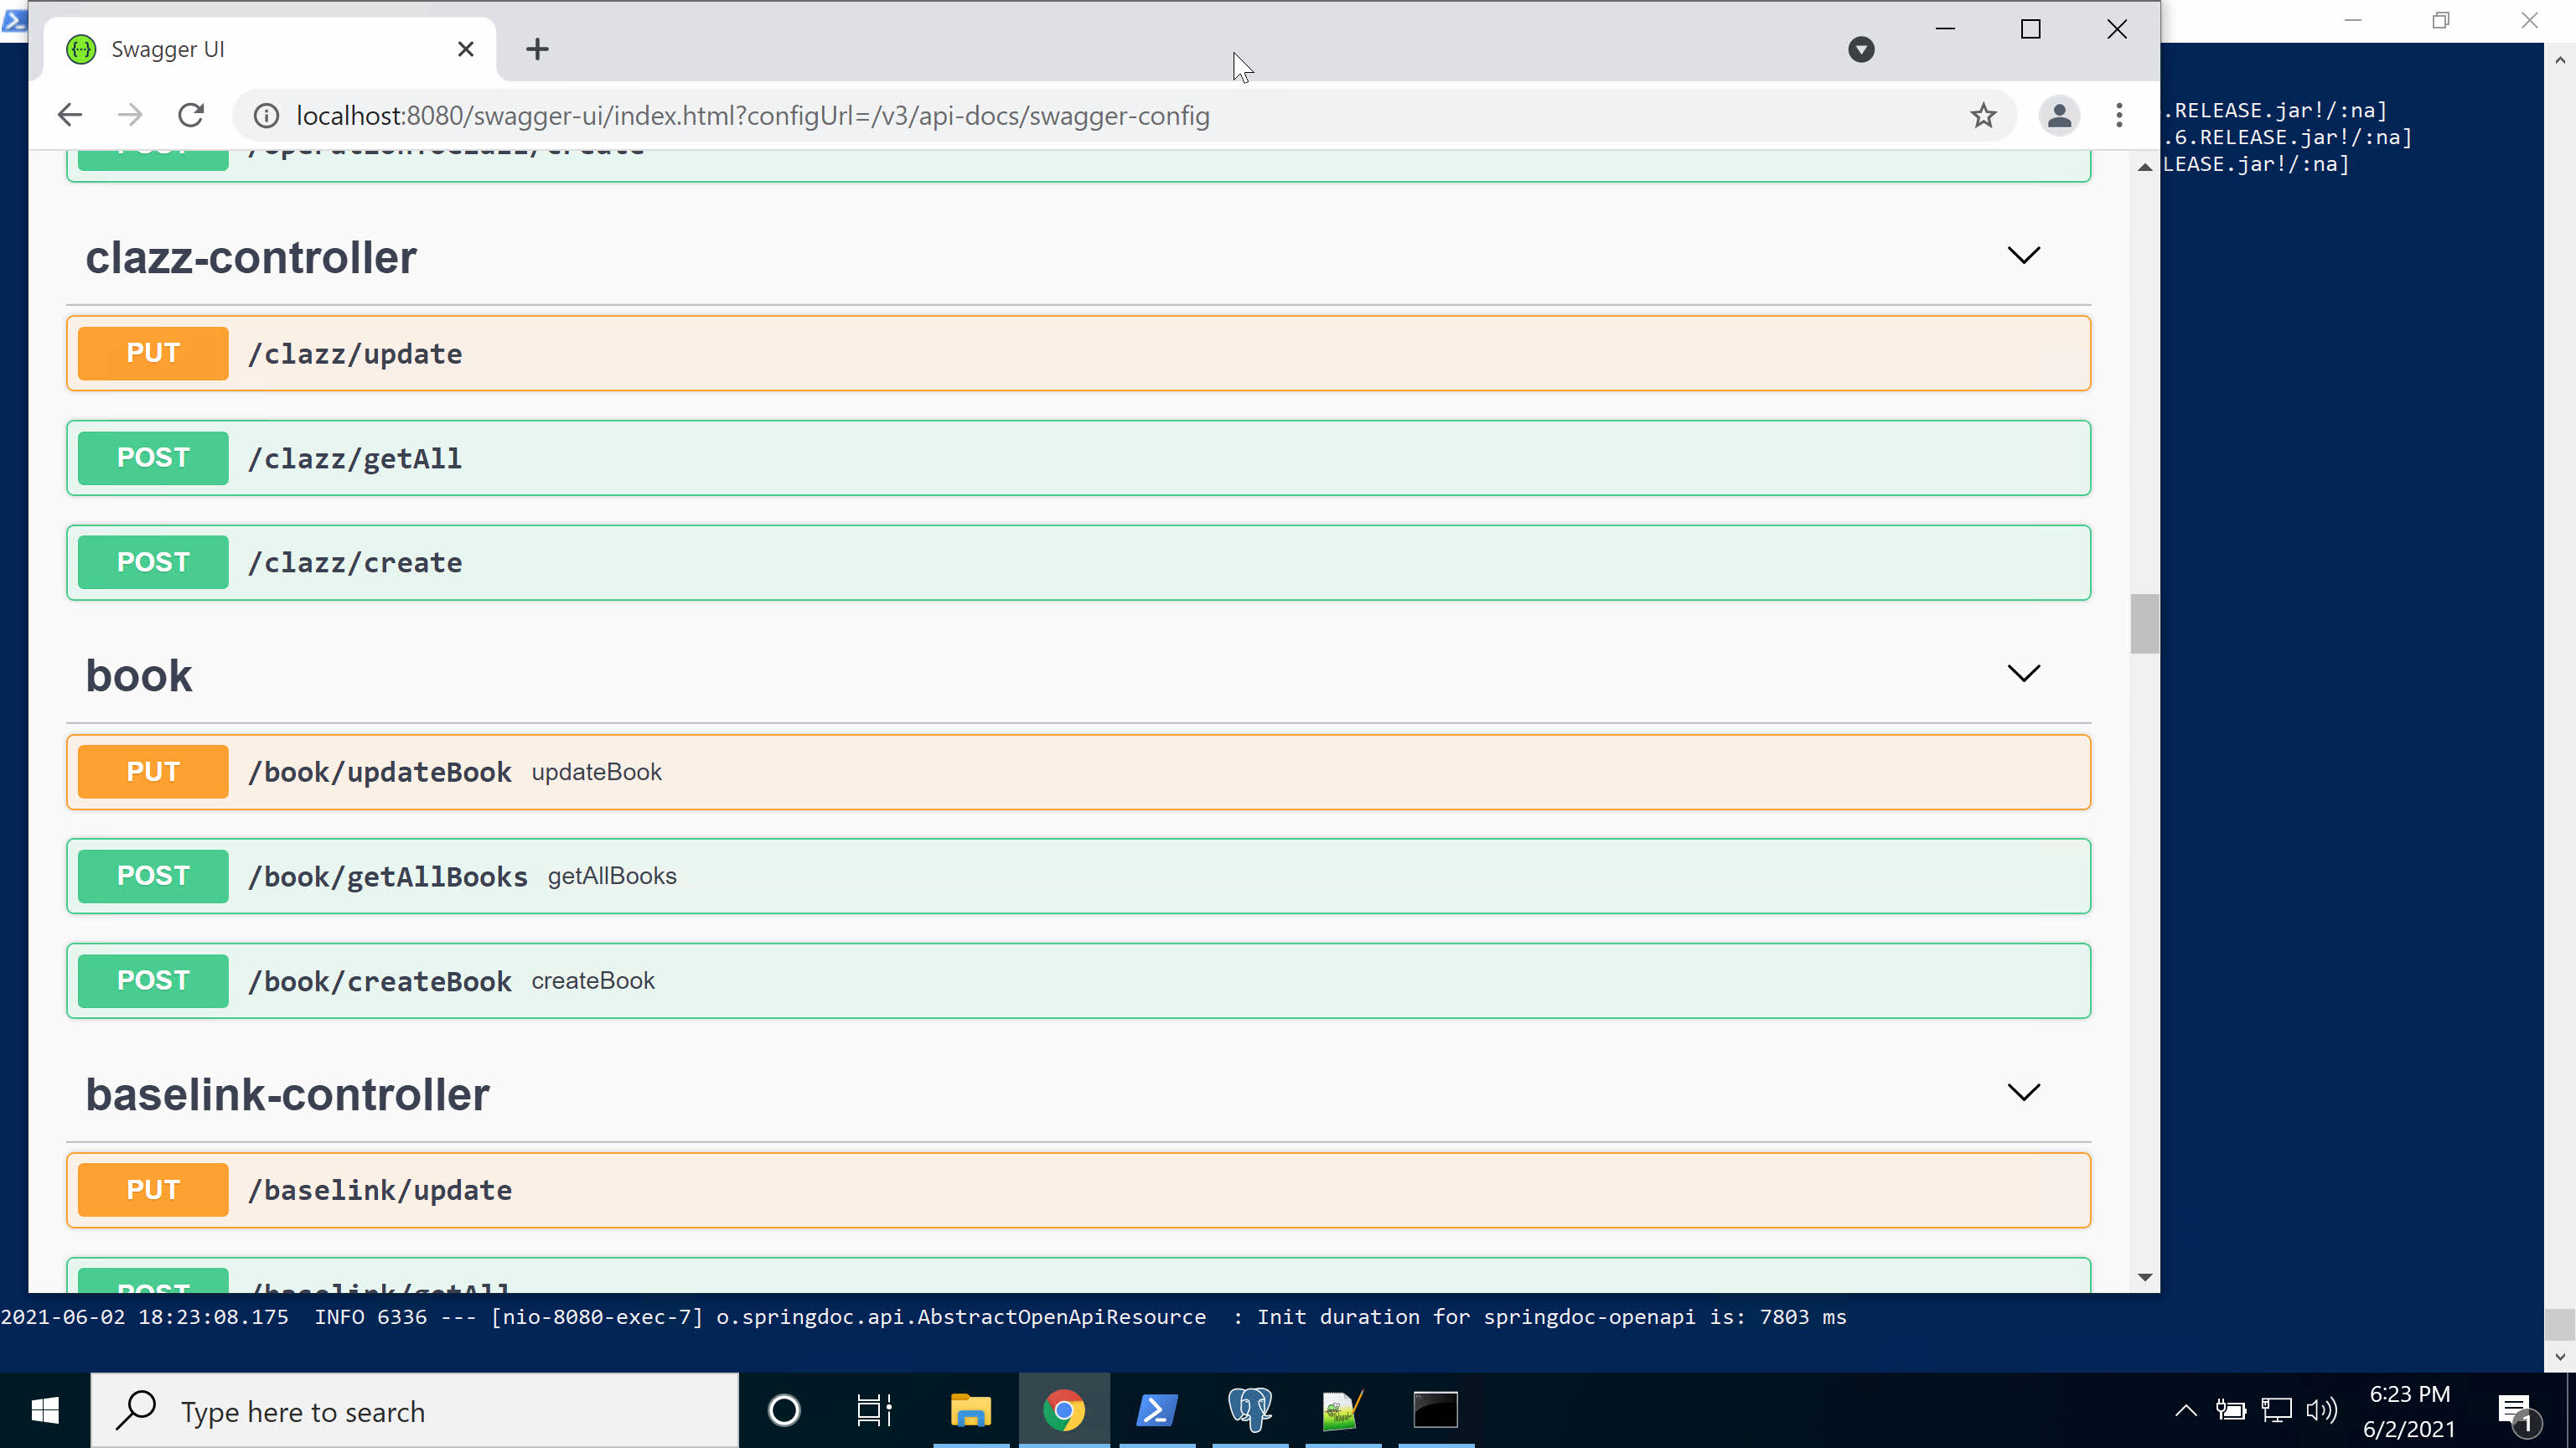 Swagger UI
localhost:8080/swagger-ui/index.html?configUrl=/v3/api-docs/swagger-config
.RELEASE.jar!/:na]
.6.RELEASE.jar!/:na]
LEASE.jar!/:na]
clazz-controller
PUT /clazz/update
POST /clazz/getAll
POST /clazz/create
book
PUT /book/updateBook updateBook
POST /book/getAllBooks getAllBooks
POST /book/createBook createBook
baselink-controller
PUT /baselink/update
POST /baselink/getAll
2021-06-02 18:23:08.175 INFO 6336 --- [nio-8080-exec-7] o.springdoc.api.AbstractOpenApiResource : Init duration for springdoc-openapi is: 7803 ms
Type here to search
6:23 PM
6/2/2021
1